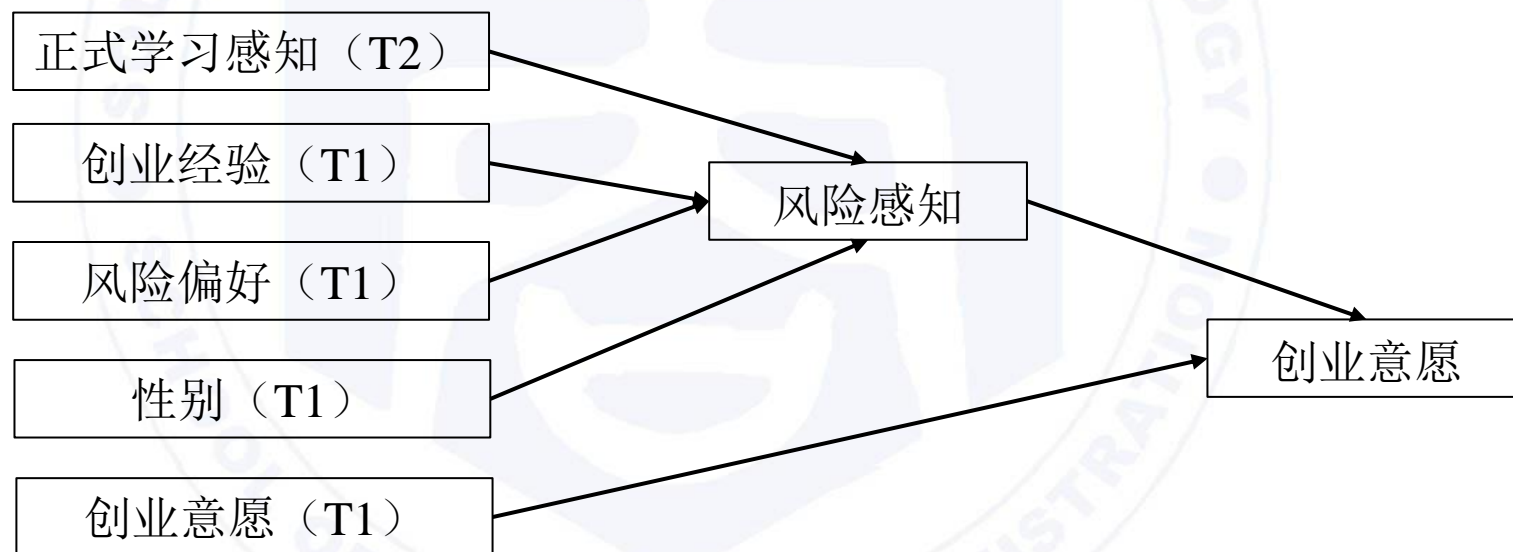 正式学习感知（T2）
创业经验（T1）
风险感知
风险偏好（T1）
创业意愿
性别（T1）
创业意愿（T1）